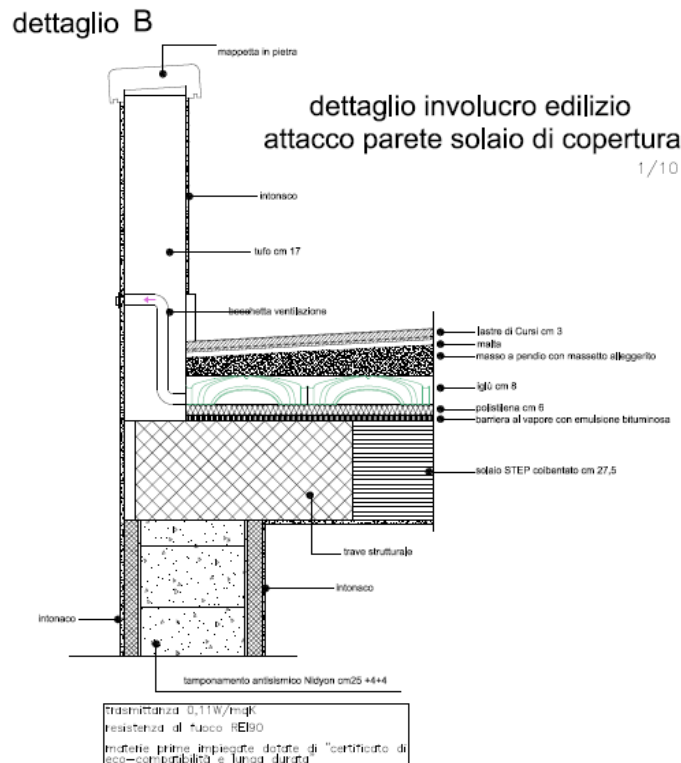 dettaglio B
mappetta in pietra
dettaglio involucro edilizio
attacco parete solaio di copertura
1/10
intonaco
tufo cm 17
bocchetta ventilazione
lastre di Cursi cm 3
malta
masso a pendio con massetto alleggerito
iglù cm 8
polistilena cm 6
barriera al vapore con emulsione bituminosa
solaio STEP coibentato cm 27,5
trave strutturale
intonaco
intonaco
tamponamento antisismico Nidyon cm25 +4+4
trasmittanza 0,11W/mqK
resistenza al fuoco REI90
materie prime impiegate dotate di "certificato di
eco-compatibilità e lunga durata"